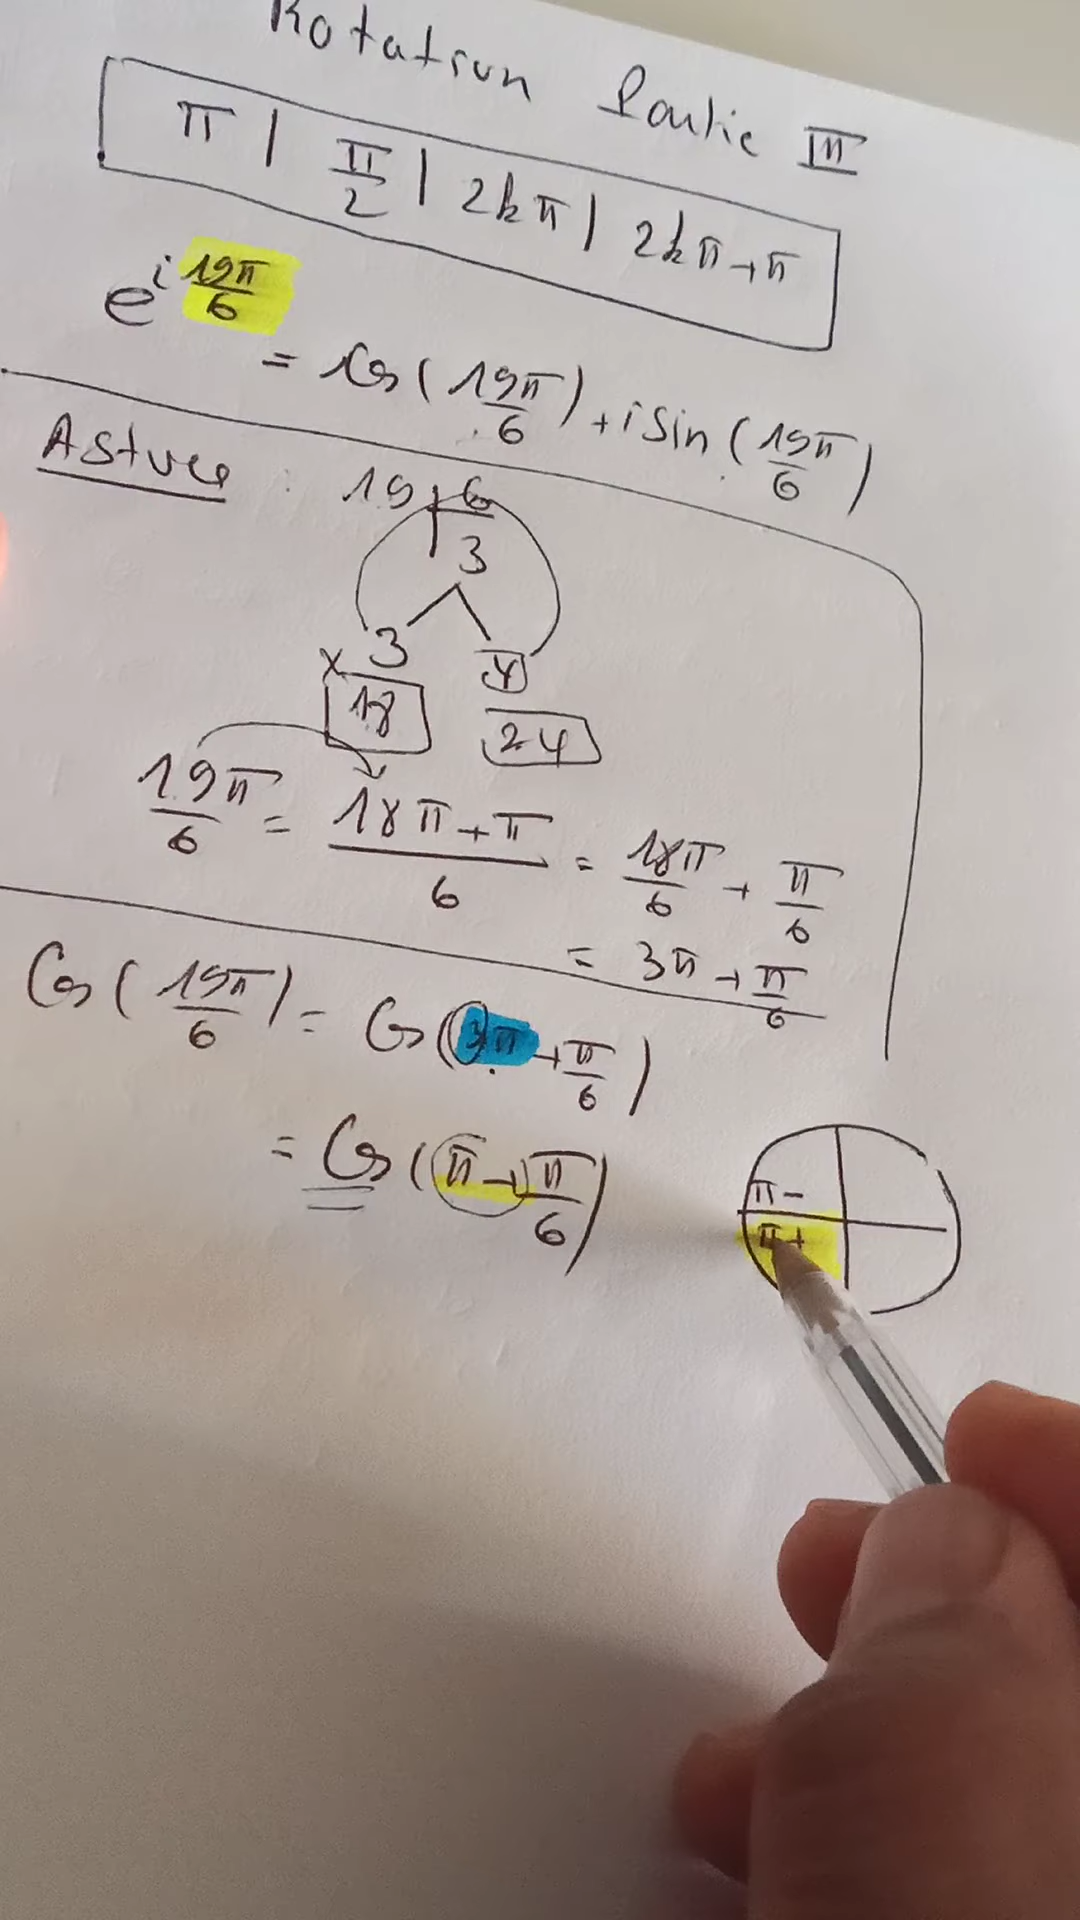 Rotation Partie III
π | π/2 | 2kπ | 2kπ+π
e^i 19π/6
= Cos(19π/6) + i Sin(19π/6)
Astuce : 19 | 6
3
3 4
x
18 24
19π/6 = (18π+π)/6 = 18π/6 + π/6
= 3π+π/6
Cos(19π/6) = Cos(3π+π/6)
= Cos(π+π/6)
π-
π+